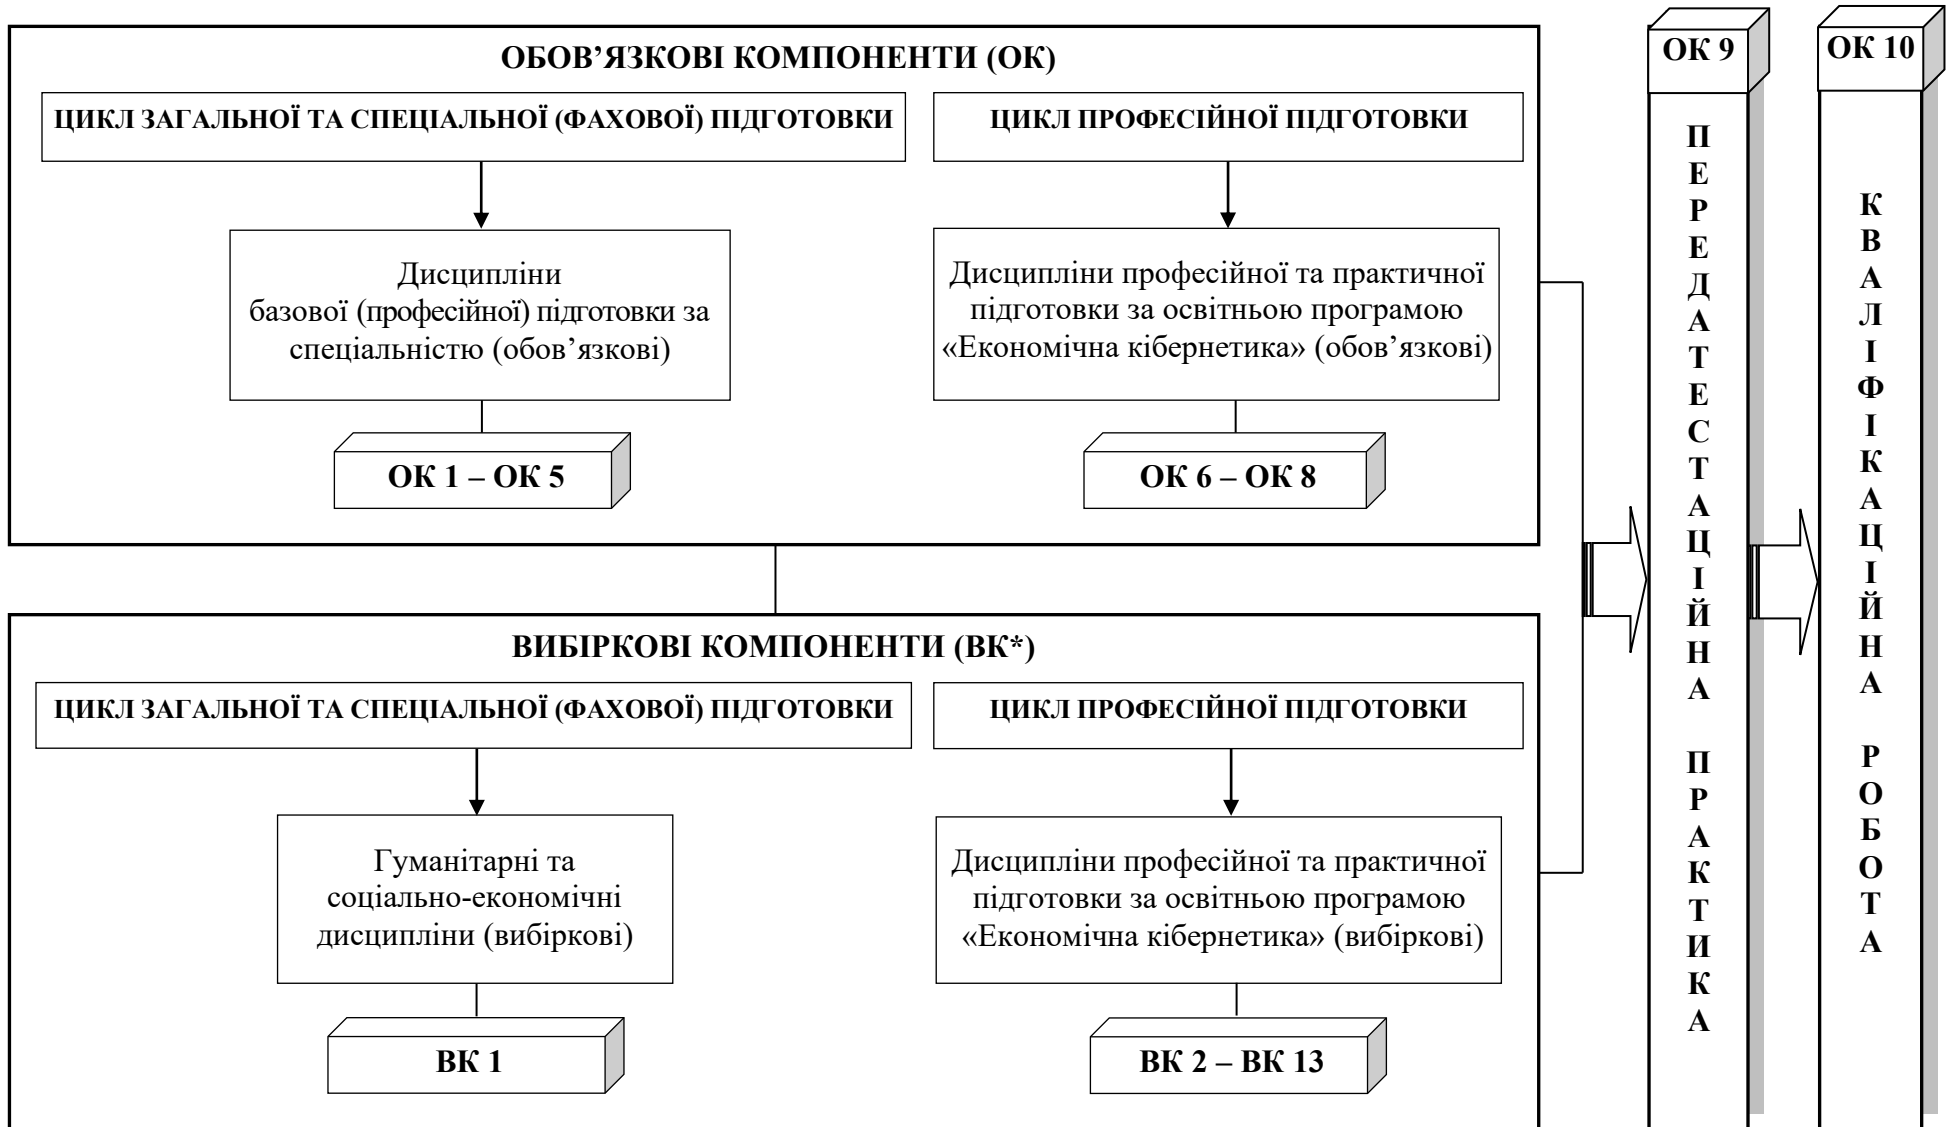 ОБОВ’ЯЗКОВІ КОМПОНЕНТИ (ОК)
ЦИКЛ ЗАГАЛЬНОЇ ТА СПЕЦІАЛЬНОЇ (ФАХОВОЇ) ПІДГОТОВКИ
Дисципліни
базової (професійної) підготовки за
спеціальністю (обов’язкові)
ОК 1 – ОК 5
ЦИКЛ ПРОФЕСІЙНОЇ ПІДГОТОВКИ
Дисципліни професійної та практичної
підготовки за освітньою програмою
«Економічна кібернетика» (обов’язкові)
ОК 6 – ОК 8
ВИБІРКОВІ КОМПОНЕНТИ (ВК*)
ЦИКЛ ЗАГАЛЬНОЇ ТА СПЕЦІАЛЬНОЇ (ФАХОВОЇ) ПІДГОТОВКИ
Гуманітарні та
соціально-економічні
дисципліни (вибіркові)
ВК 1
ЦИКЛ ПРОФЕСІЙНОЇ ПІДГОТОВКИ
Дисципліни професійної та практичної
підготовки за освітньою програмою
«Економічна кібернетика» (вибіркові)
ВК 2 – ВК 13
ОК 9
ПЕРЕДАТЕСТАЦІЙНА ПРАКТИКА
ОК 10
КВАЛІФІКАЦІЙНА РОБОТА